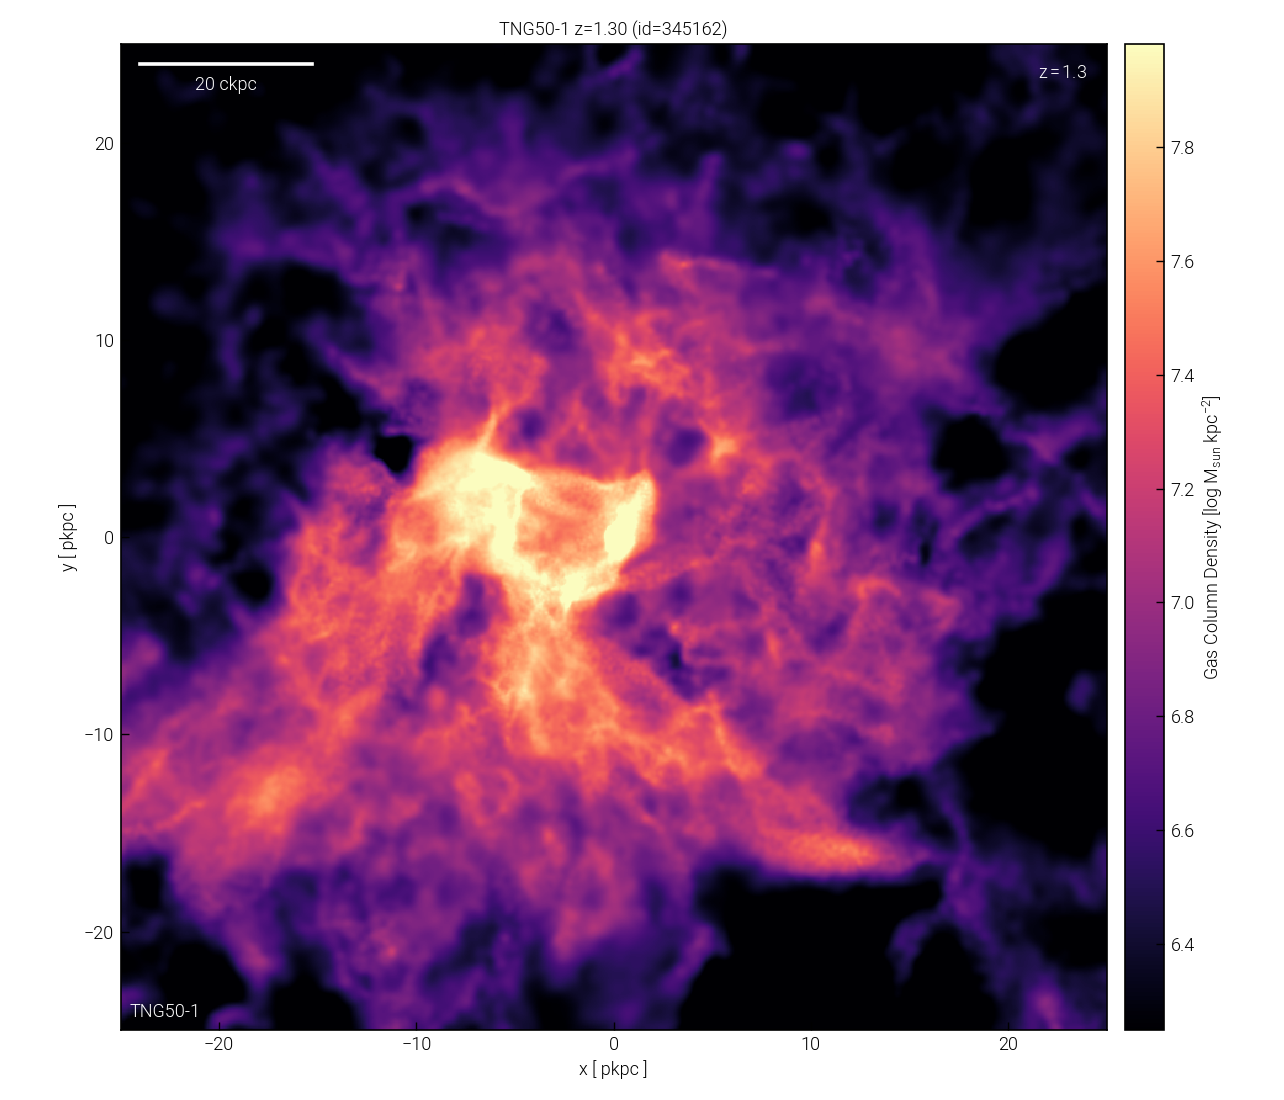 TNG50-1 z=1.30 (id=345162)
20 ckpc
z = 1.3
20
10
0
−10
−20
y [ pkpc ]
TNG50-1
−20
−10
0
10
20
x [ pkpc ]
7.8
7.6
7.4
7.2
7.0
6.8
6.6
6.4
Gas Column Density [log M_sun kpc⁻²]